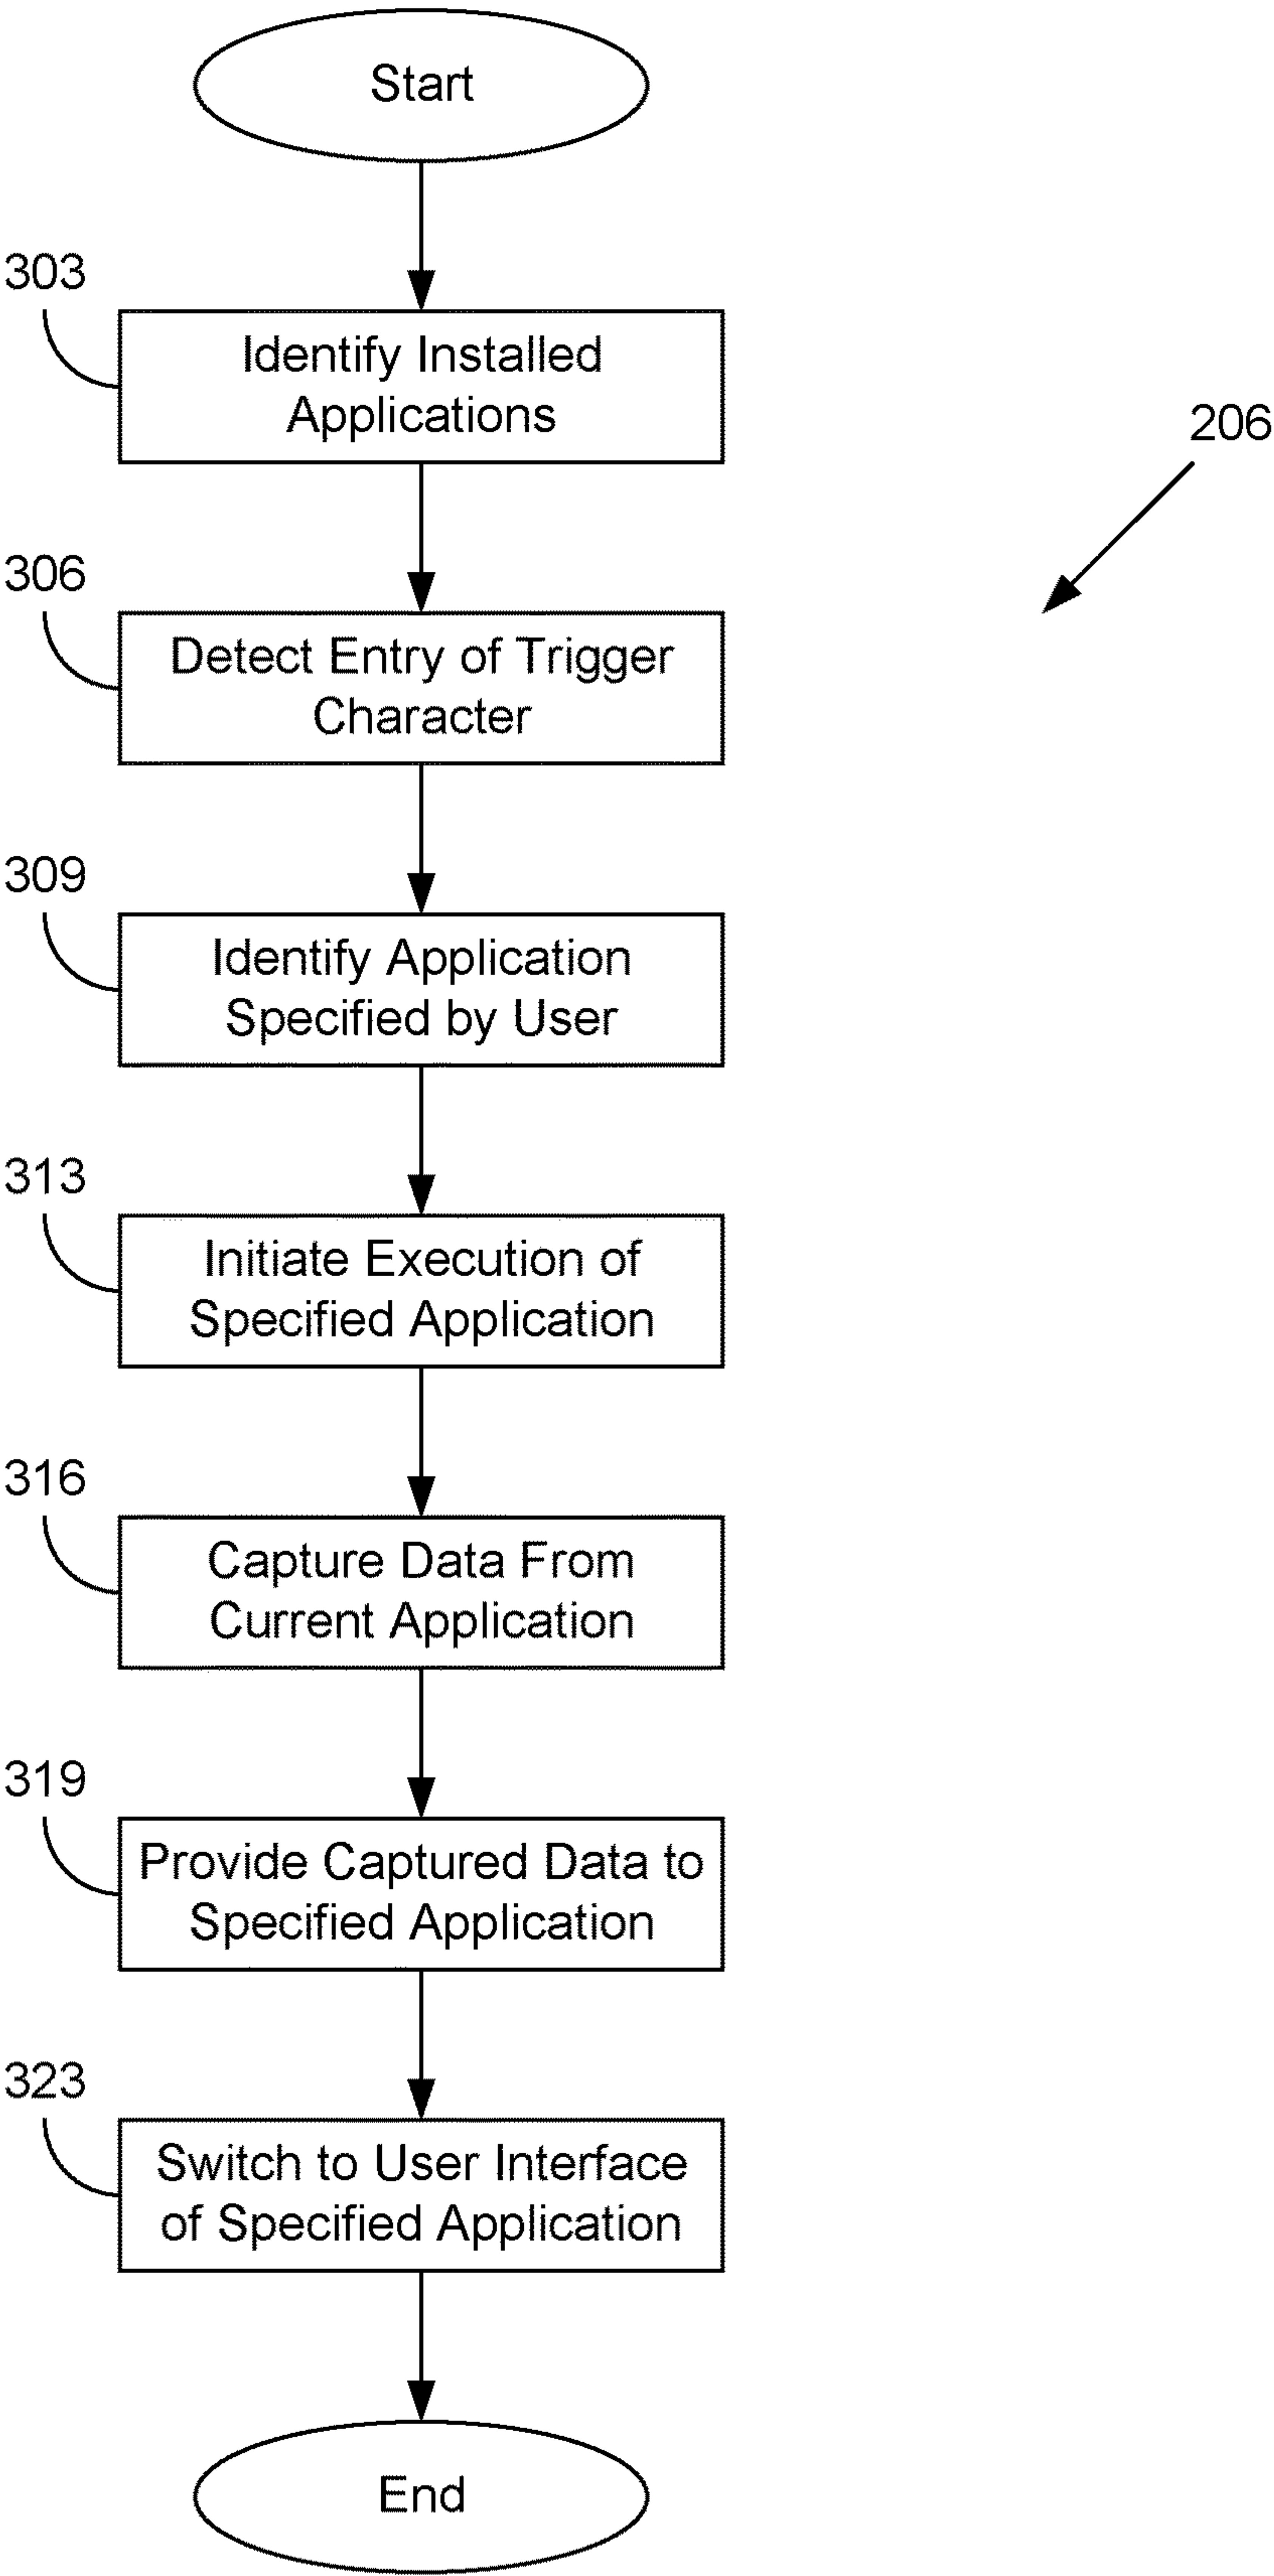 Start
303
Identify Installed
Applications
206
306
Detect Entry of Trigger
Character
309
Identify Application
Specified by User
313
Initiate Execution of
Specified Application
316
Capture Data From
Current Application
319
Provide Captured Data to
Specified Application
323
Switch to User Interface
of Specified Application
End